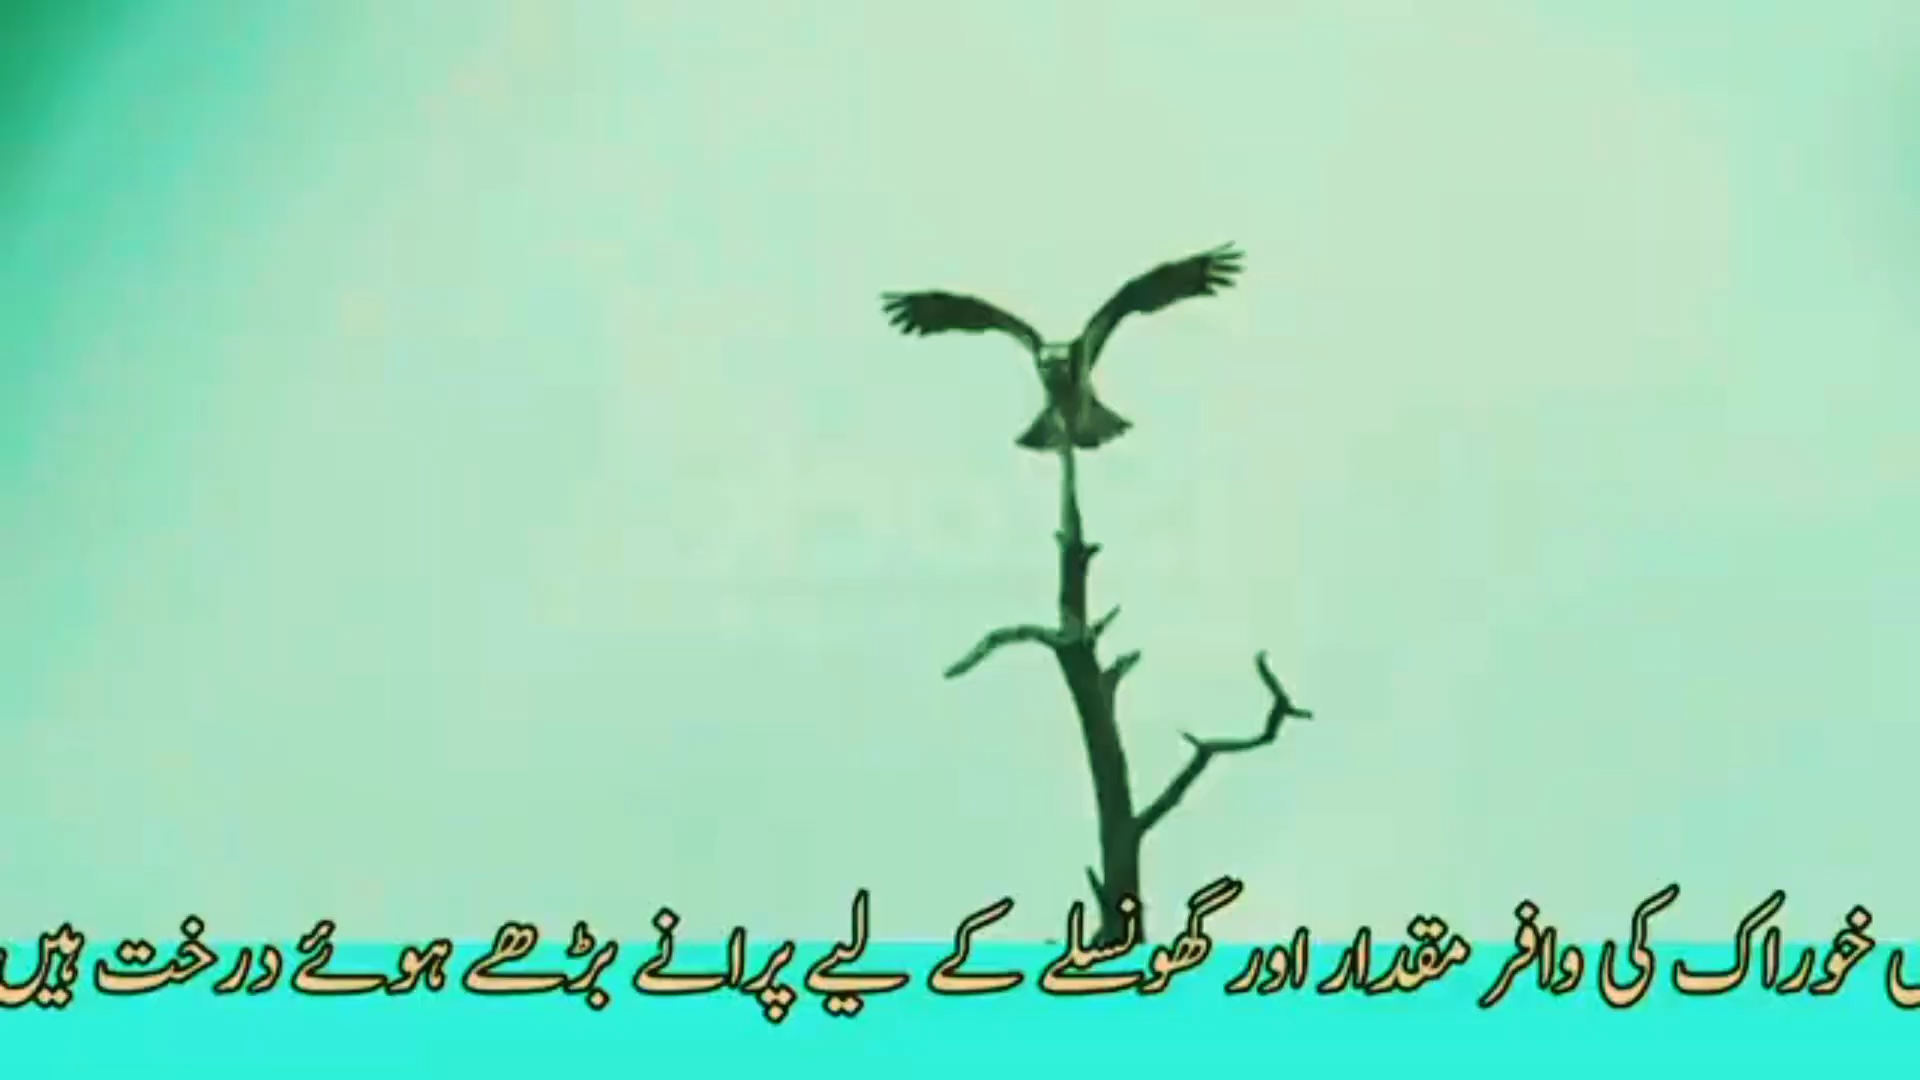 خوراک کی وافر مقدار اور گھونسلے کے لیے پرانے بڑھے ہوئے درخت ہیں